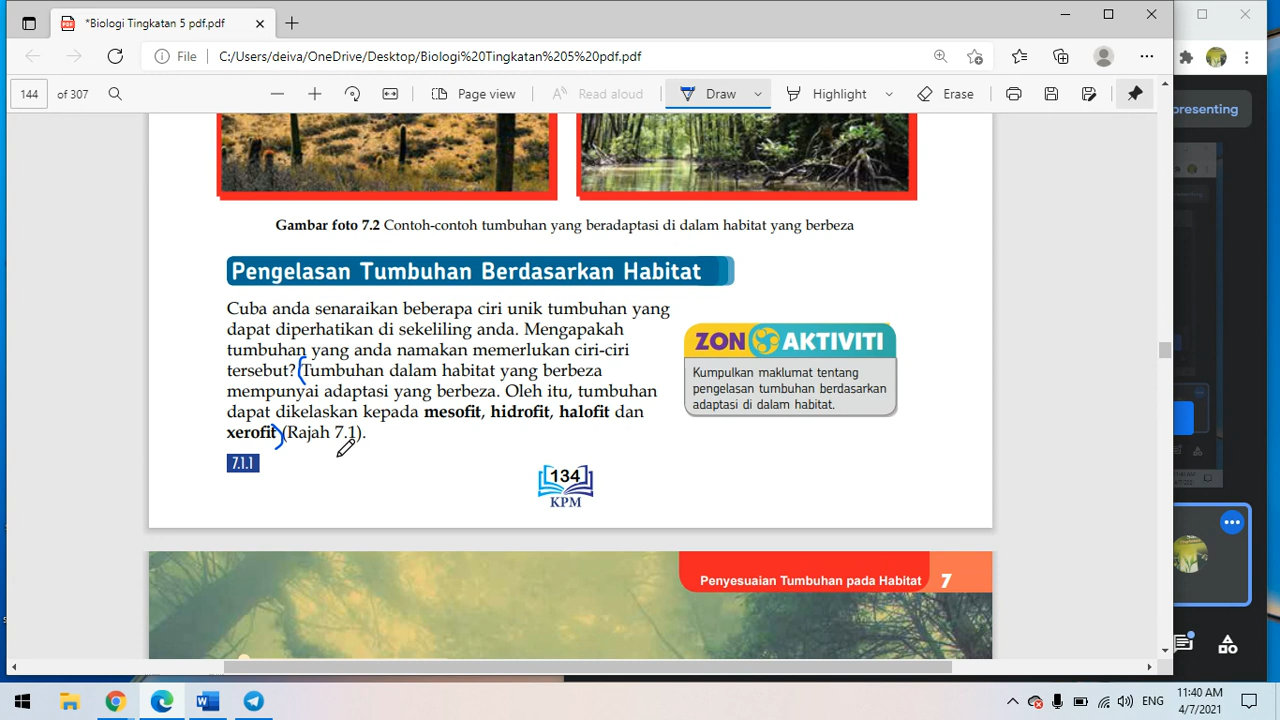 *Biologi Tingkatan 5 pdf.pdf
File C:/Users/deiva/OneDrive/Desktop/Biologi%20Tingkatan%205%20pdf.pdf
144 of 307 Page view Read aloud Draw Highlight Erase
presenting
Gambar foto 7.2 Contoh-contoh tumbuhan yang beradaptasi di dalam habitat yang berbeza
Pengelasan Tumbuhan Berdasarkan Habitat
Cuba anda senaraikan beberapa ciri unik tumbuhan yang
dapat diperhatikan di sekeliling anda. Mengapakah
tumbuhan yang anda namakan memerlukan ciri-ciri
tersebut? Tumbuhan dalam habitat yang berbeza
mempunyai adaptasi yang berbeza. Oleh itu, tumbuhan
dapat dikelaskan kepada mesofit, hidrofit, halofit dan
xerofit (Rajah 7.1).
ZON AKTIVITI
Kumpulkan maklumat tentang
pengelasan tumbuhan berdasarkan
adaptasi di dalam habitat.
7.1.1
134
KPM
Penyesuaian Tumbuhan pada Habitat 7
ENG
11:40 AM
4/7/2021